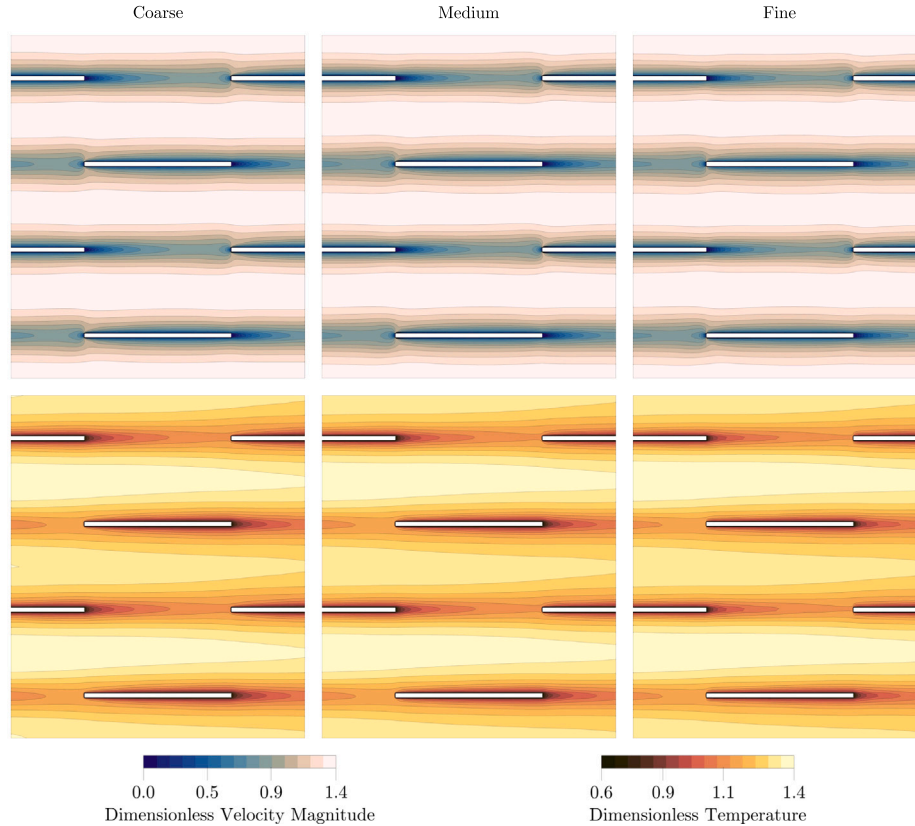 Coarse Medium Fine
0.0 0.5 0.9 1.4
Dimensionless Velocity Magnitude
0.6 0.9 1.1 1.4
Dimensionless Temperature